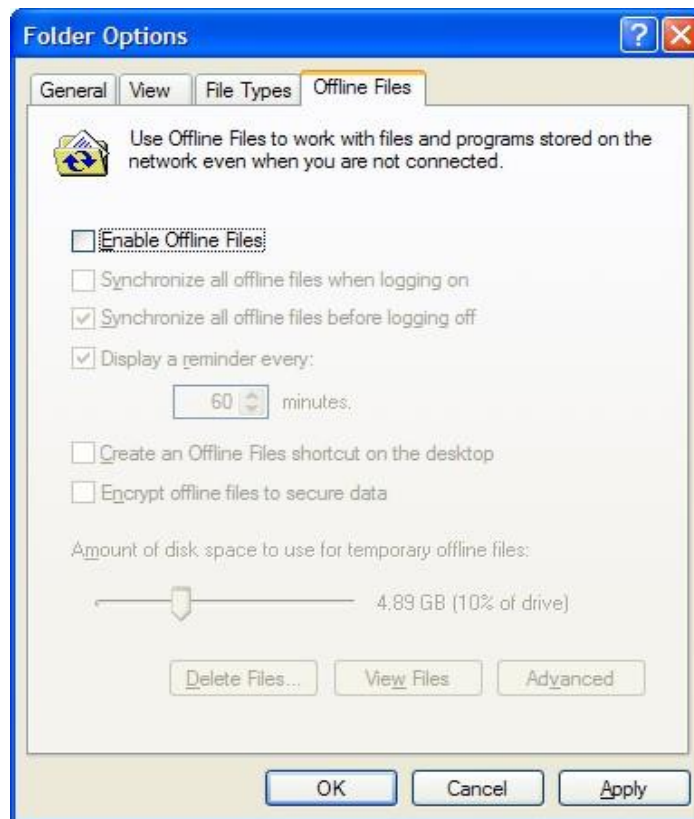 Folder Options
General View File Types Offline Files
Use Offline Files to work with files and programs stored on the
network even when you are not connected.
Enable Offline Files
Synchronize all offline files when logging on
Synchronize all offline files before logging off
Display a reminder every:
60 minutes.
Create an Offline Files shortcut on the desktop
Encrypt offline files to secure data
Amount of disk space to use for temporary offline files:
4.89 GB (10% of drive)
Delete Files... View Files Advanced
OK Cancel Apply